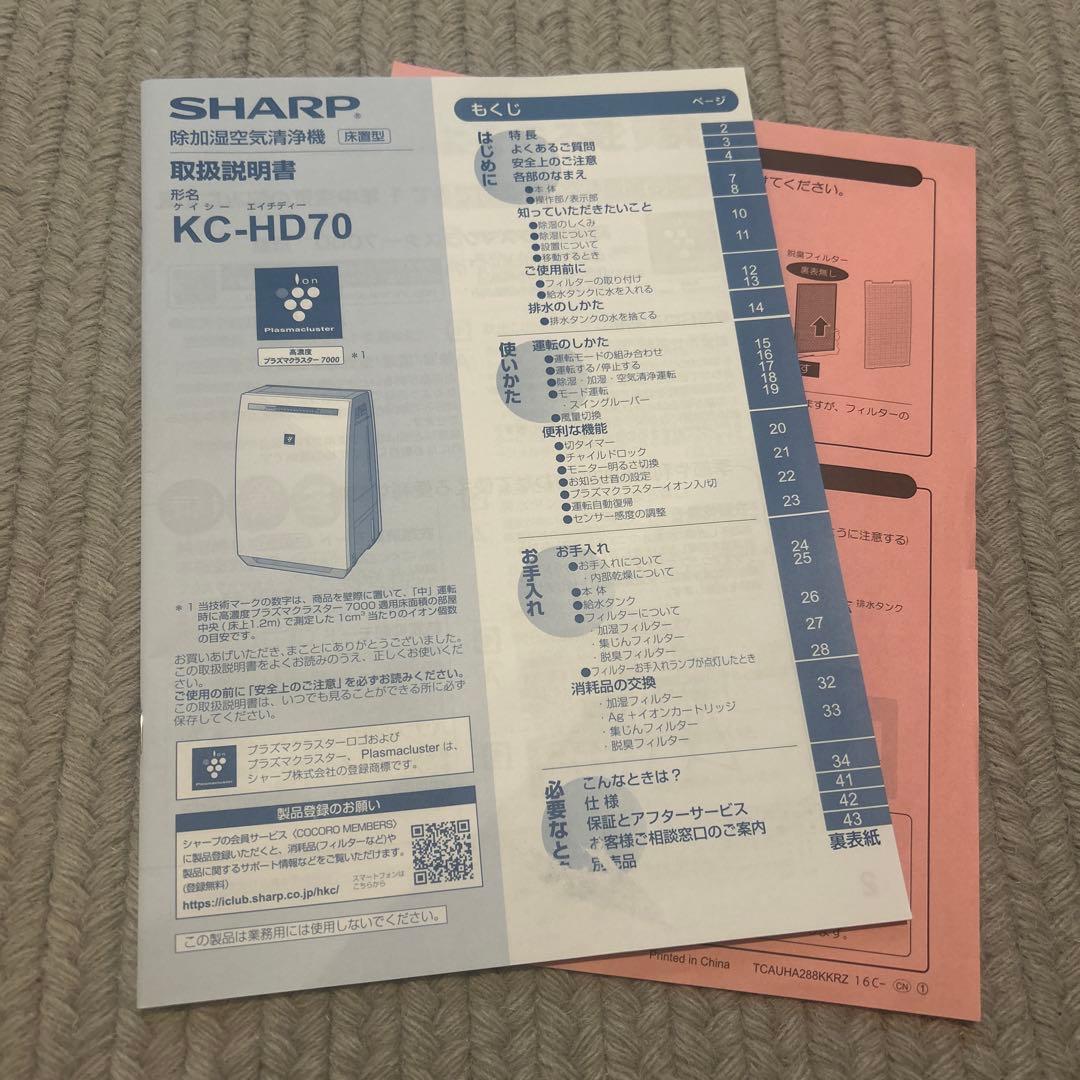 SHARP®
除加湿空気清浄機 床置型
取扱説明書
形名
ケイシー エイチディー
KC-HD70
ion
Plasmacluster
高濃度
プラズマクラスター7000
*1
*1 当技術マークの数字は、商品を壁際に置いて、「中」運転
時に高濃度プラズマクラスター7000適用床面積の部屋
中央(床上1.2m)で測定した1cm³当たりのイオン個数
の目安です。
お買いあげいただき、まことにありがとうございました。
この取扱説明書をよくお読みのうえ、正しくお使いくだ
さい。
ご使用の前に「安全上のご注意」を必ずお読みください。
この取扱説明書は、いつでも見ることができる所に必ず
保存してください。
ion
Plasmacluster
プラズマクラスターロゴおよび
プラズマクラスター、Plasmaclusterは、
シャープ株式会社の登録商標です。
製品登録のお願い
シャープの会員サービス〈COCORO MEMBERS〉
に製品登録いただくと、消耗品(フィルターなど)や
製品に関するサポート情報などをご覧いただけます。
(登録無料)
スマートフォンは
こちらから
https://iclub.sharp.co.jp/hkc/
この製品は業務用には使用しないでください。
もくじ ページ
はじめに
特長 2
よくあるご質問 3
安全上のご注意 4
各部のなまえ
●本体 7
●操作部/表示部 8
知っていただきたいこと
●除湿のしくみ 10
●除湿について
●設置について 11
●移動するとき
ご使用前に
●フィルターの取り付け 12
●給水タンクに水を入れる 13
排水のしかた
●排水タンクの水を捨てる 14
使いかた
運転のしかた
●運転モードの組み合わせ 15
●運転する/停止する 16
●除湿・加湿・空気清浄運転 17
●モード運転 18
・スイングルーバー 19
●風量切換
便利な機能
●切タイマー 20
●チャイルドロック
●モニター明るさ切換 21
●お知らせ音の設定
●プラズマクラスターイオン入/切 22
●運転自動復帰
●センサー感度の調整 23
お手入れ
お手入れ
●お手入れについて 24
・内部乾燥について 25
●本体
●給水タンク 26
●フィルターについて
・加湿フィルター 27
・集じんフィルター
・脱臭フィルター 28
●フィルターお手入れランプが点灯したとき
消耗品の交換 32
・加湿フィルター
・Ag+イオンカートリッジ 33
・集じんフィルター
・脱臭フィルター
必要なと
こんなときは? 34
仕様 41
保証とアフターサービス 42
お客様ご相談窓口のご案内 43
別売品 裏表紙
けてください。
脱臭フィルター
裏表無し
す
ますが、フィルターの
うに注意する)
排水タンク
ます。
Printed in China TCAUHA288KKRZ 16C- CN ①